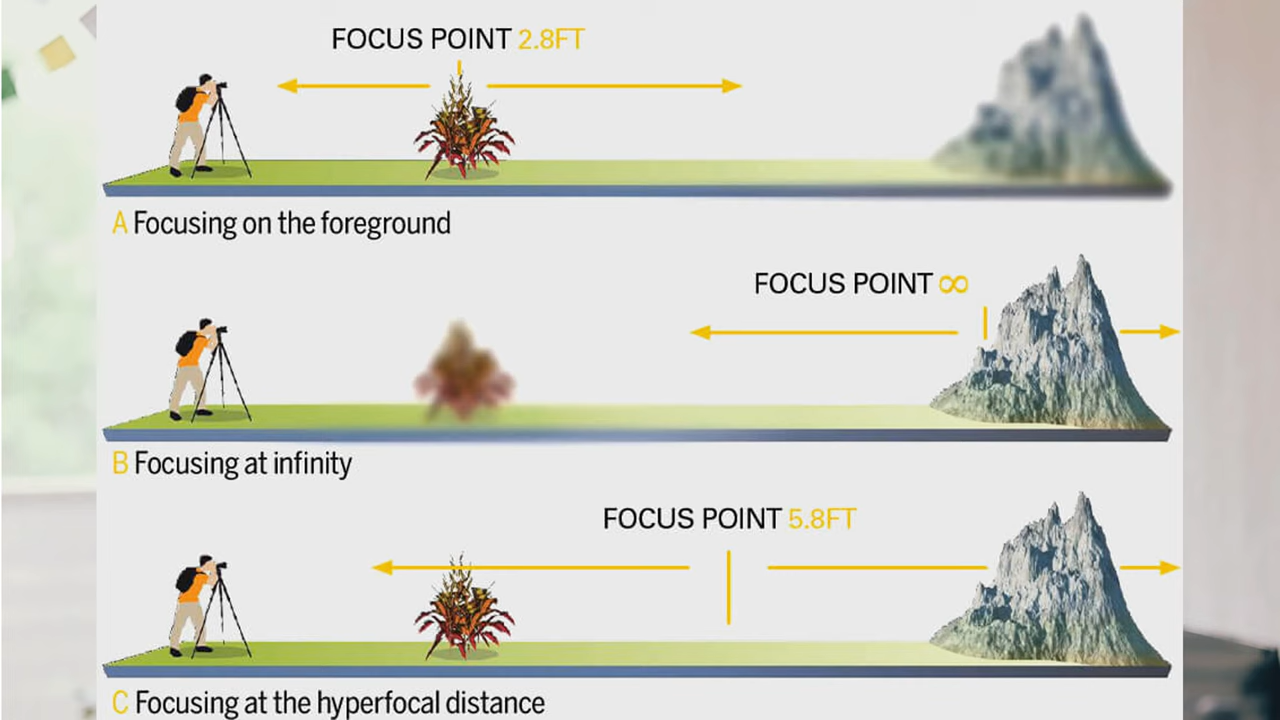 FOCUS POINT 2.8FT
A Focusing on the foreground
FOCUS POINT ∞
B Focusing at infinity
FOCUS POINT 5.8FT
C Focusing at the hyperfocal distance